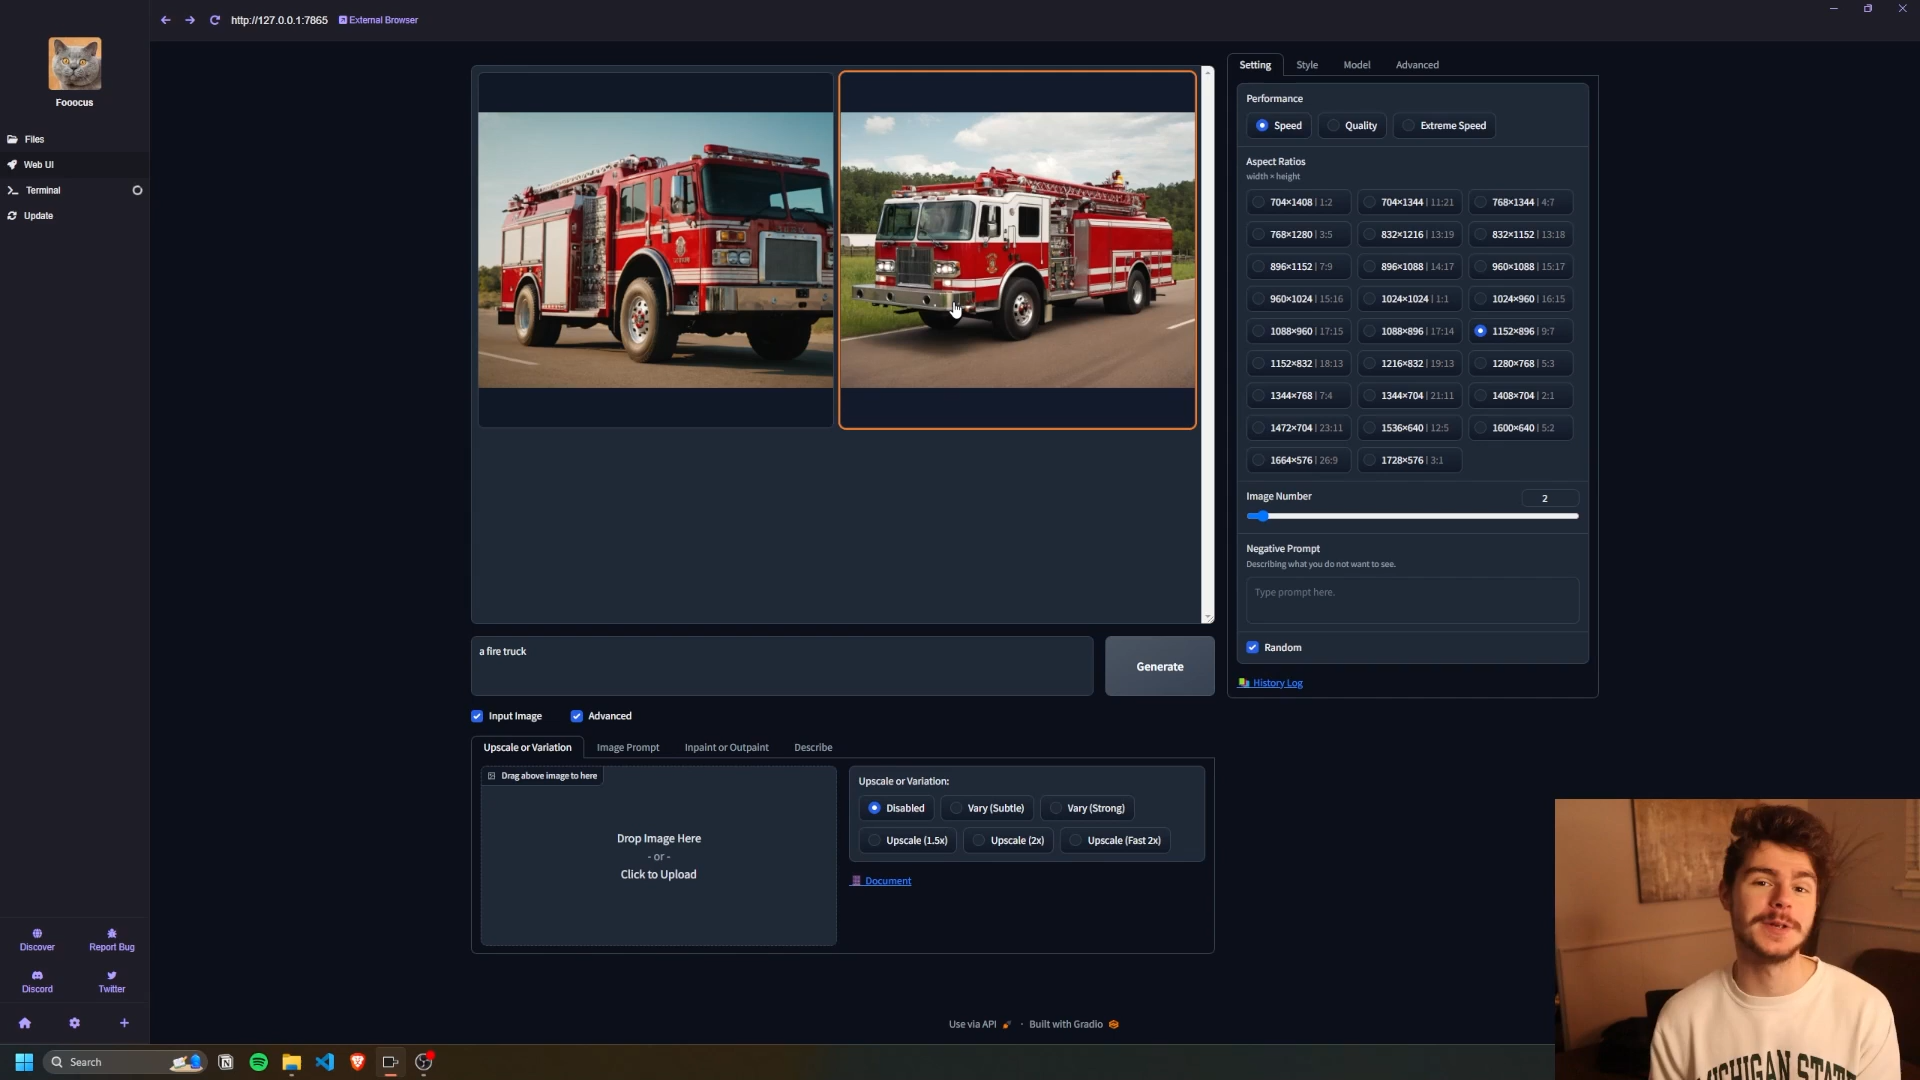 http://127.0.0.1:7865 External Browser
Fooocus
Files
Web UI
Terminal
Update
Discover
Report Bug
Discord
Twitter
a fire truck
Generate
Input Image
Advanced
Upscale or Variation
Image Prompt
Inpaint or Outpaint
Describe
Drag above image to here
Drop Image Here
- or -
Click to Upload
Upscale or Variation:
Disabled
Vary (Subtle)
Vary (Strong)
Upscale (1.5x)
Upscale (2x)
Upscale (Fast 2x)
Document
Setting
Style
Model
Advanced
Performance
Speed
Quality
Extreme Speed
Aspect Ratios
width × height
704×1408 | 1:2
704×1344 | 11:21
768×1344 | 4:7
768×1280 | 3:5
832×1216 | 13:19
832×1152 | 13:18
896×1152 | 7:9
896×1088 | 14:17
960×1088 | 15:17
960×1024 | 15:16
1024×1024 | 1:1
1024×960 | 16:15
1088×960 | 17:15
1088×896 | 17:14
1152×896 | 9:7
1152×832 | 18:13
1216×832 | 19:13
1280×768 | 5:3
1344×768 | 7:4
1344×704 | 21:11
1408×704 | 2:1
1472×704 | 23:11
1536×640 | 12:5
1600×640 | 5:2
1664×576 | 26:9
1728×576 | 3:1
Image Number
2
Negative Prompt
Describing what you do not want to see.
Type prompt here.
Random
History Log
Use via API · Built with Gradio
Search
MICHIGAN STATE